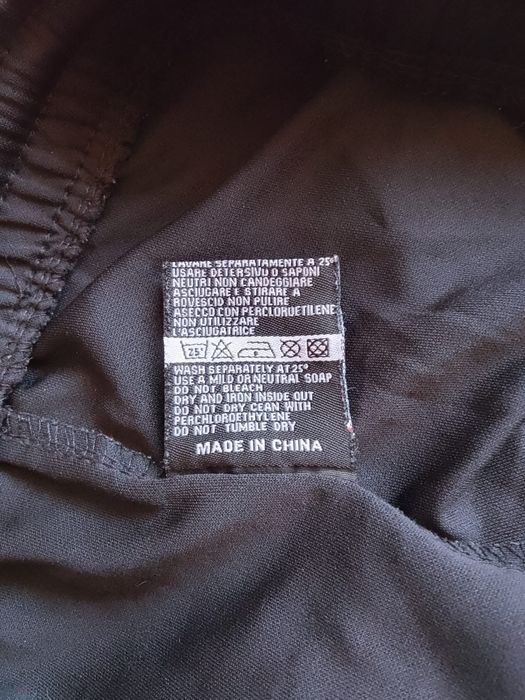 LAVARE SEPARATAMENTE A 25°
USARE DETERSIVO O SAPONI
NEUTRI NON CANDEGGIARE
ASCIUGARE E STIRARE A
ROVESCIO NON PULIRE
ASECCO CON PERCLOROETILENE
NON UTILIZZARE
L'ASCIUGATRICE
25°
WASH SEPARATELY AT 25°
USE A MILD OR NEUTRAL SOAP
DO NOT BLEACH
DRY AND IRON INSIDE OUT
DO NOT DRY CEAN WITH
PERCHLOROETHYLENE
DO NOT TUMBLE DRY
MADE IN CHINA